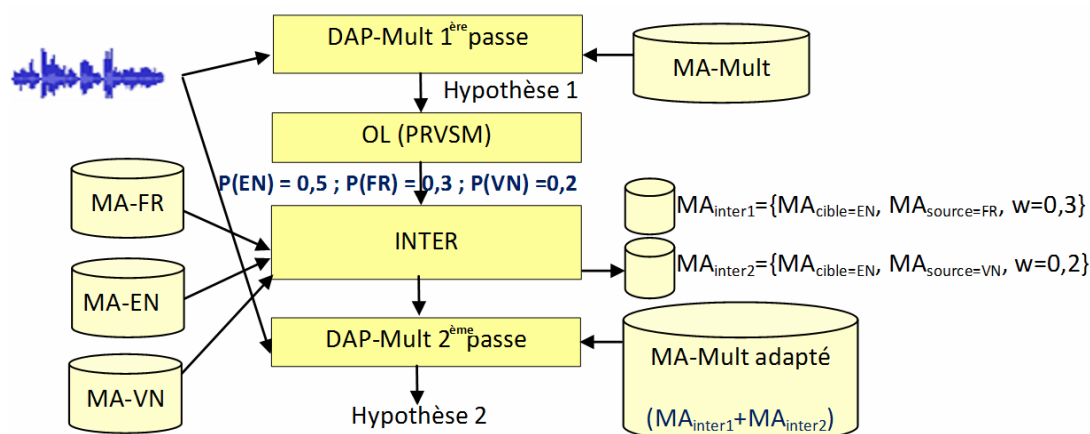 DAP-Mult 1ère passe
MA-Mult
Hypothèse 1
OL (PRVSM)
P(EN) = 0,5 ; P(FR) = 0,3 ; P(VN) =0,2
MA-FR
MAinter1={MAcible=EN, MAsource=FR, w=0,3}
INTER
MAinter2={MAcible=EN, MAsource=VN, w=0,2}
MA-EN
DAP-Mult 2ème passe
MA-Mult adapté
MA-VN
Hypothèse 2
(MAinter1+MAinter2)